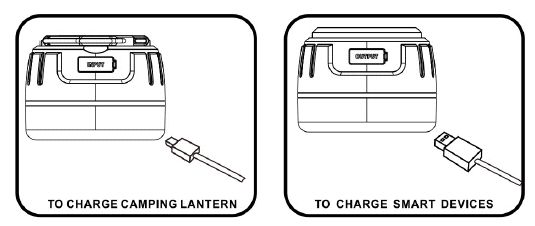 INPUT
TO CHARGE CAMPING LANTERN
OUTPUT
TO CHARGE SMART DEVICES